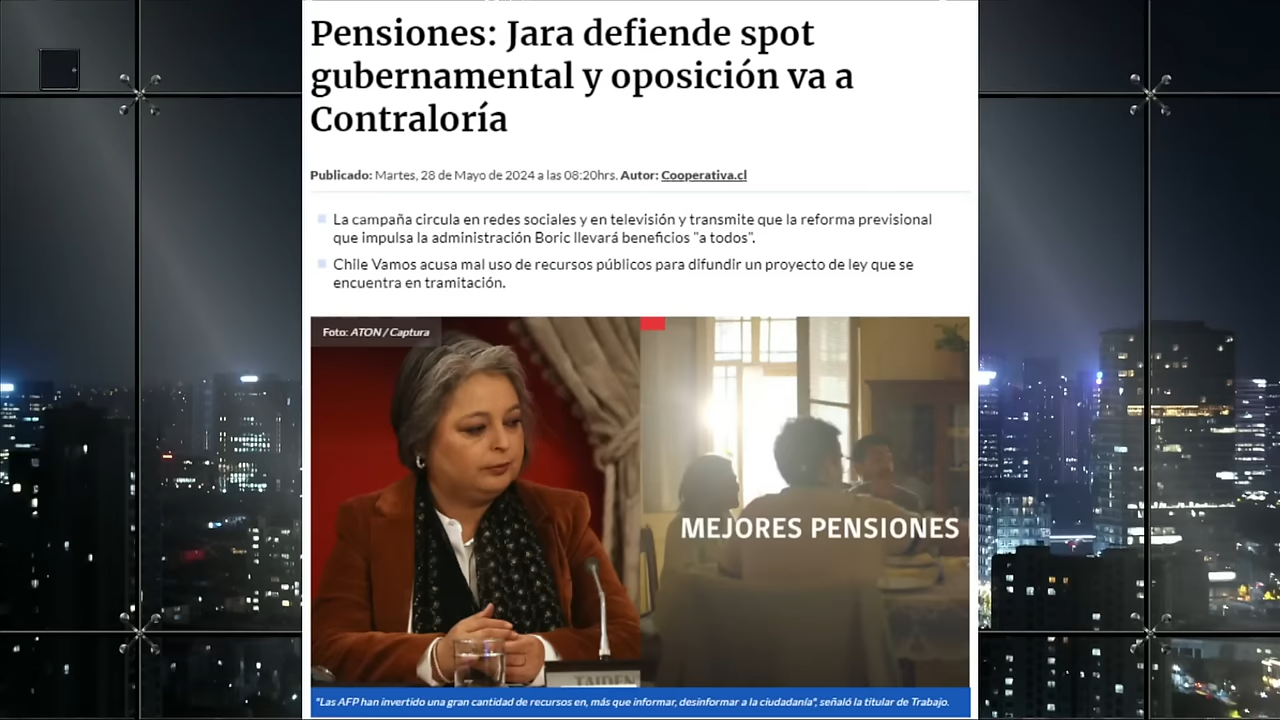 Pensiones: Jara defiende spot
gubernamental y oposición va a
Contraloría
Publicado: Martes, 28 de Mayo de 2024 a las 08:20hrs. Autor: Cooperativa.cl
La campaña circula en redes sociales y en televisión y transmite que la reforma previsional
que impulsa la administración Boric llevará beneficios "a todos".
Chile Vamos acusa mal uso de recursos públicos para difundir un proyecto de ley que se
encuentra en tramitación.
Foto: ATON / Captura
MEJORES PENSIONES
"Las AFP han invertido una gran cantidad de recursos en, más que informar, desinformar a la ciudadanía", señaló la titular de Trabajo.